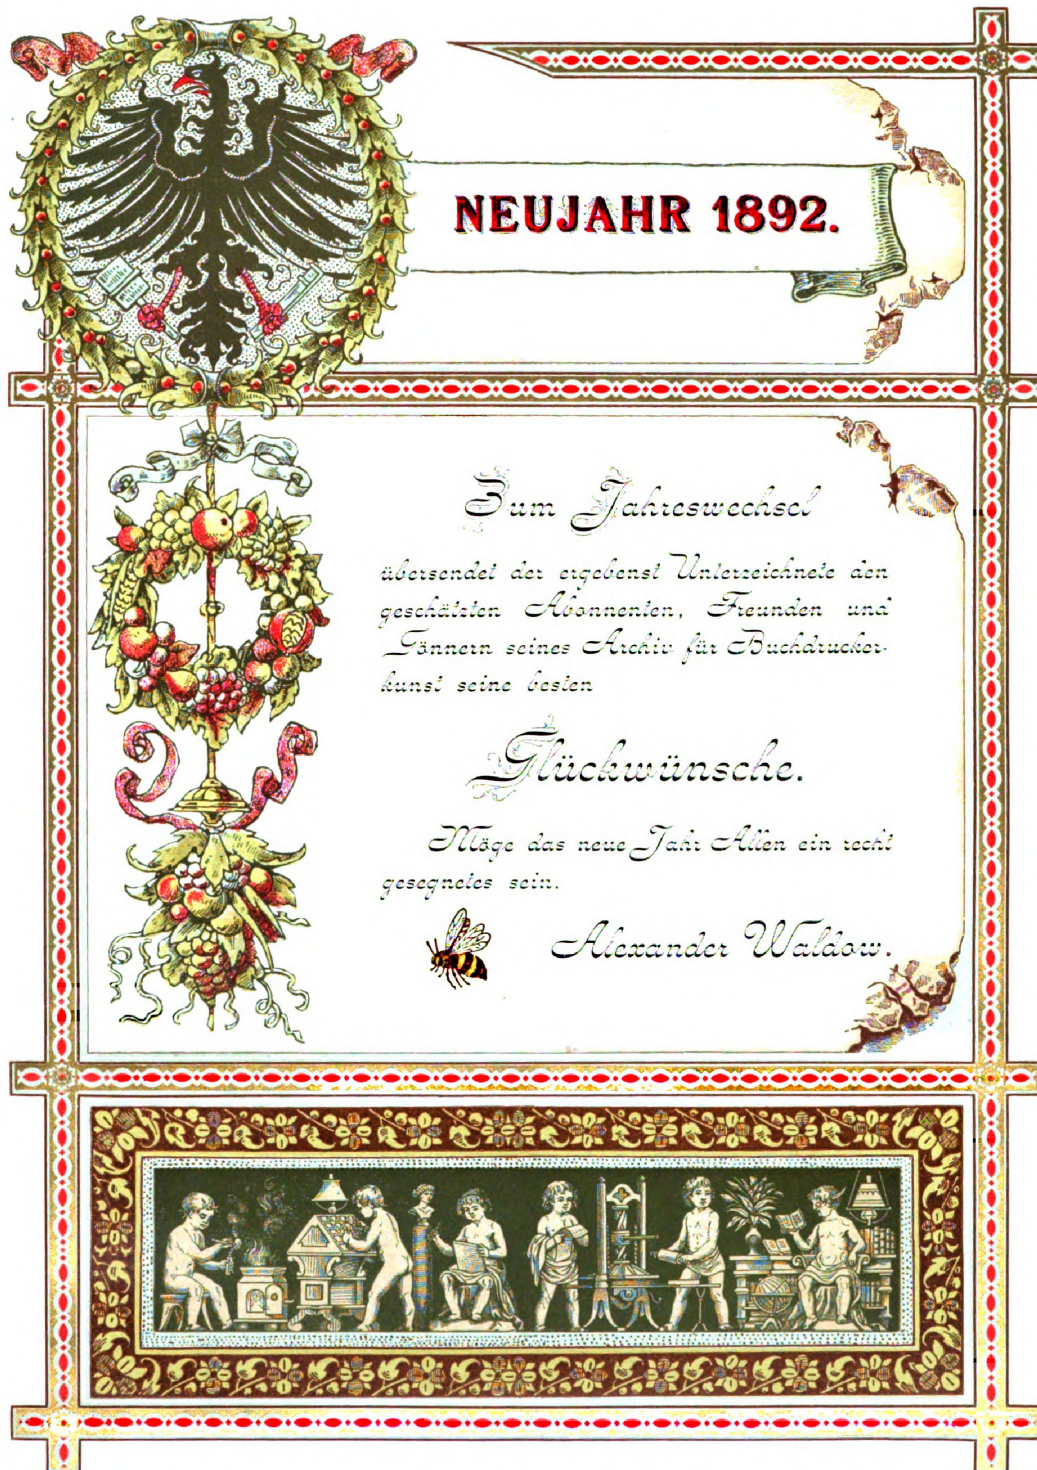 NEUJAHR 1892.
Zum Jahreswechsel
übersendet der ergebenst Unterzeichnete den
geschätzten Abonnenten, Freunden und
Gönnern seines Archiv für Buchdrucker-
kunst seine besten
Glückwünsche.
Möge das neue Jahr Allen ein recht
gesegnetes sein.
Alexander Waldow.